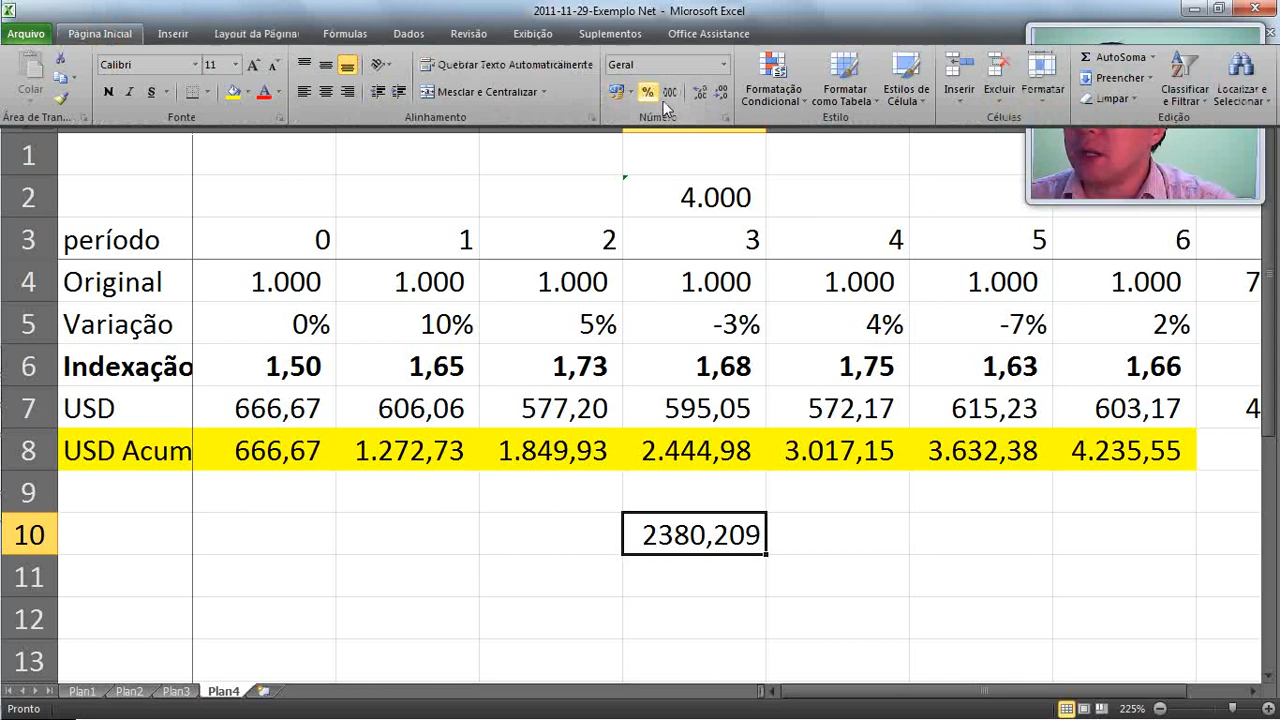 2011-11-29-Exemplo Net - Microsoft Excel
Arquivo Página Inicial Inserir Layout da Página Fórmulas Dados Revisão Exibição Suplementos Office Assistance
Colar
Área de Tran...
Calibri 11
N I S
Fonte
Quebrar Texto Automaticamente
Mesclar e Centralizar
Alinhamento
Geral
% 000
Número
Formatação Condicional
Formatar como Tabela
Estilos de Célula
Estilo
Inserir Excluir Formatar
Células
Σ AutoSoma
Preencher
Limpar
Classificar e Filtrar
Localizar e Selecionar
Edição
1
2 4.000
3 período 0 1 2 3 4 5 6
4 Original 1.000 1.000 1.000 1.000 1.000 1.000 1.000 7
5 Variação 0% 10% 5% -3% 4% -7% 2%
6 Indexação 1,50 1,65 1,73 1,68 1,75 1,63 1,66
7 USD 666,67 606,06 577,20 595,05 572,17 615,23 603,17 4
8 USD Acum 666,67 1.272,73 1.849,93 2.444,98 3.017,15 3.632,38 4.235,55
9
10 2380,209
11
12
13
Plan1 Plan2 Plan3 Plan4
Pronto 225%